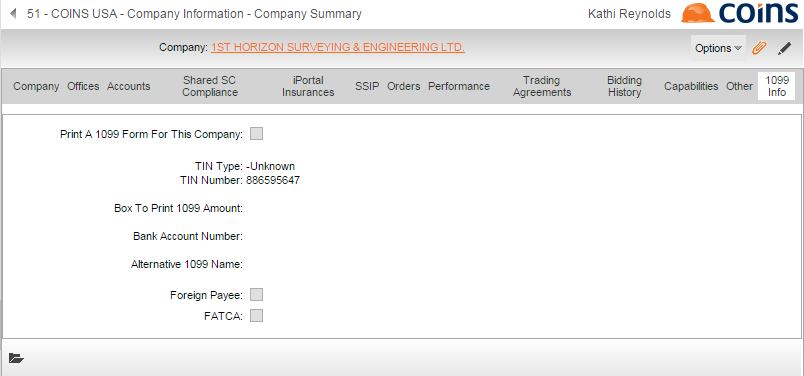 51 - COINS USA - Company Information - Company Summary
Kathi Reynolds
coins
Company: 1ST HORIZON SURVEYING & ENGINEERING LTD.
Options
Company Offices Accounts Shared SC Compliance iPortal Insurances SSIP Orders Performance Trading Agreements Bidding History Capabilities Other 1099 Info
Print A 1099 Form For This Company:
TIN Type: -Unknown
TIN Number: 886595647
Box To Print 1099 Amount:
Bank Account Number:
Alternative 1099 Name:
Foreign Payee:
FATCA: